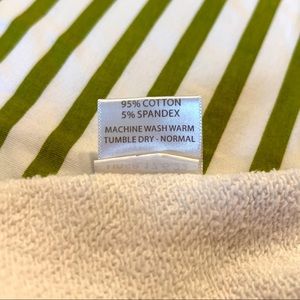 95% COTTON
5% SPANDEX
MACHINE WASH WARM
TUMBLE DRY - NORMAL